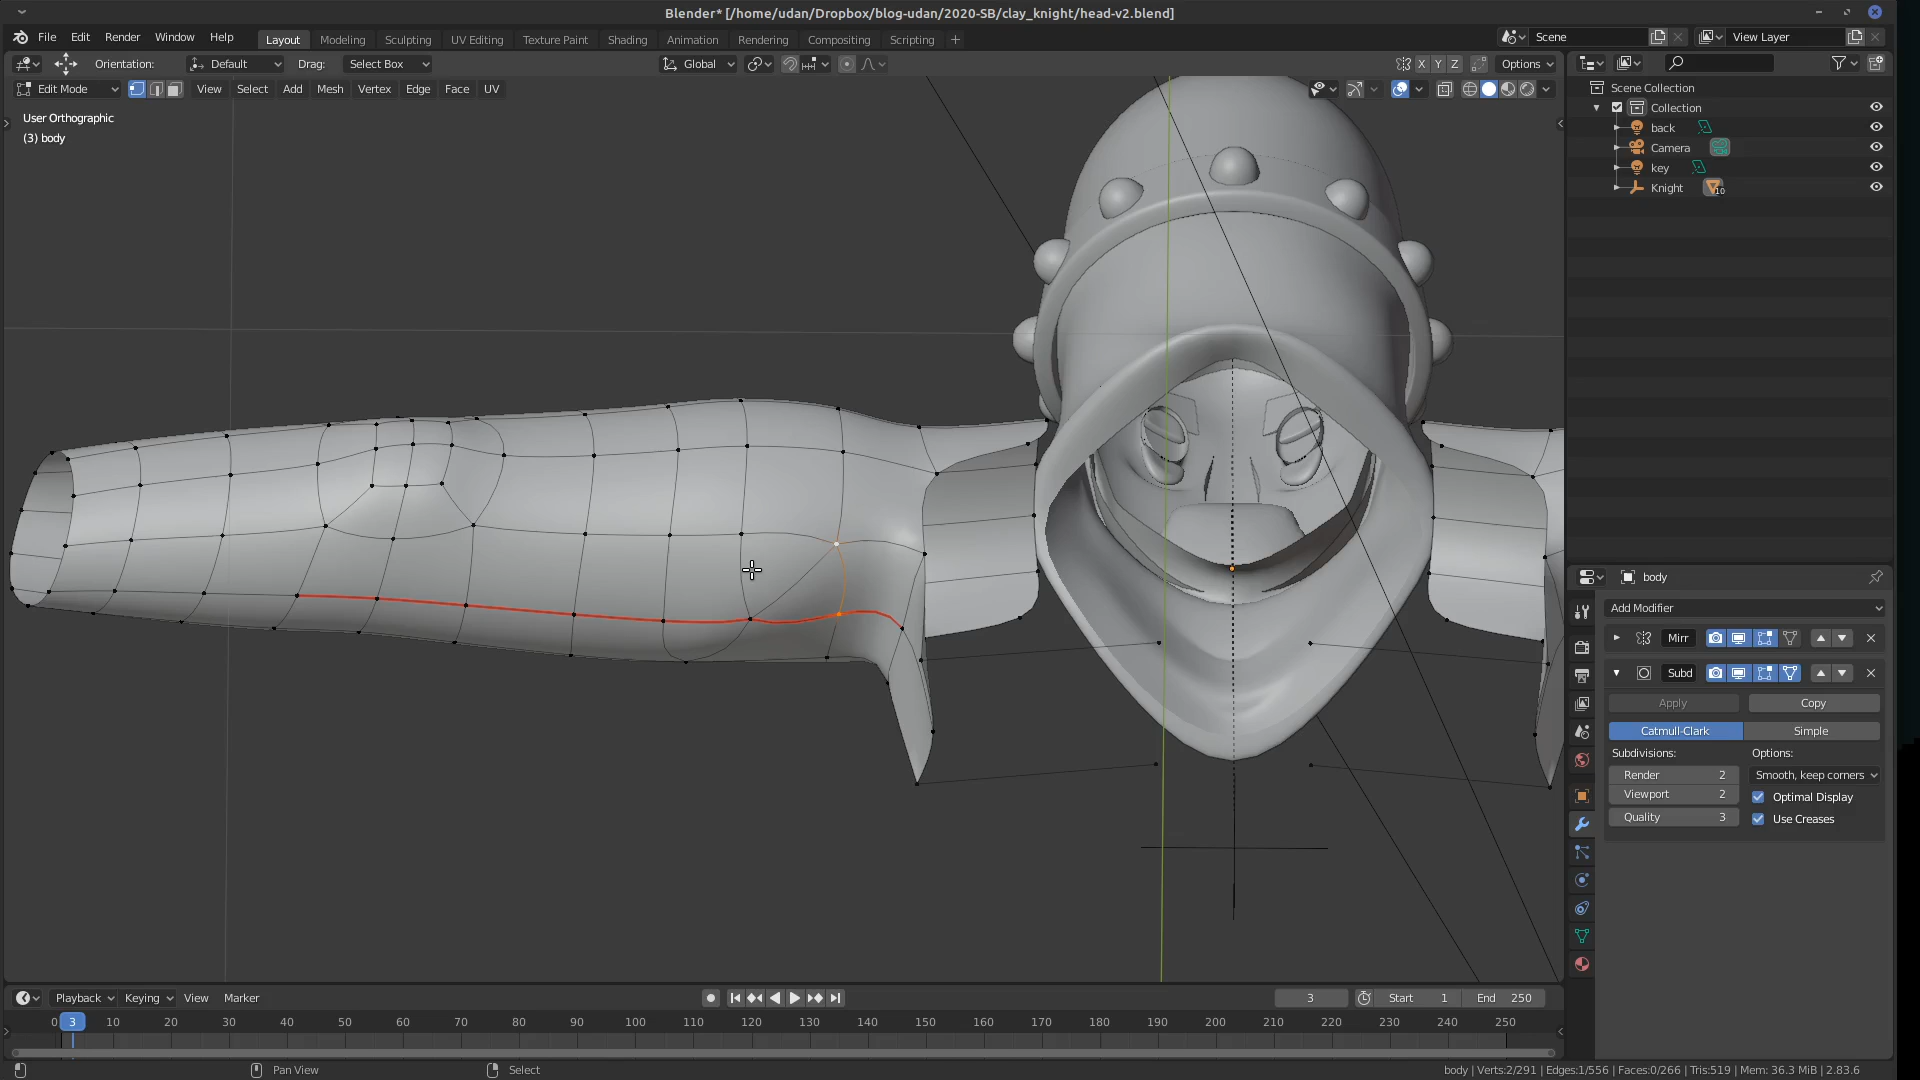 Blender* [/home/udan/Dropbox/blog-udan/2020-SB/clay_knight/head-v2.blend]
File Edit Render Window Help Layout Modeling Sculpting UV Editing Texture Paint Shading Animation Rendering Compositing Scripting + Scene View Layer
Orientation: Default Drag: Select Box Global X Y Z Options
Edit Mode View Select Add Mesh Vertex Edge Face UV
User Orthographic
(3) body
Scene Collection
Collection
back
Camera
key
Knight 10
body
Add Modifier
Mirr
Subd
Apply Copy
Catmull-Clark Simple
Subdivisions: Options:
Render 2 Smooth, keep corners
Viewport 2 Optimal Display
Quality 3 Use Creases
Playback Keying View Marker 3 Start 1 End 250
0 3 10 20 30 40 50 60 70 80 90 100 110 120 130 140 150 160 170 180 190 200 210 220 230 240 250
Pan View Select body | Verts:2/291 | Edges:1/556 | Faces:0/266 | Tris:519 | Mem: 36.3 MiB | 2.83.6